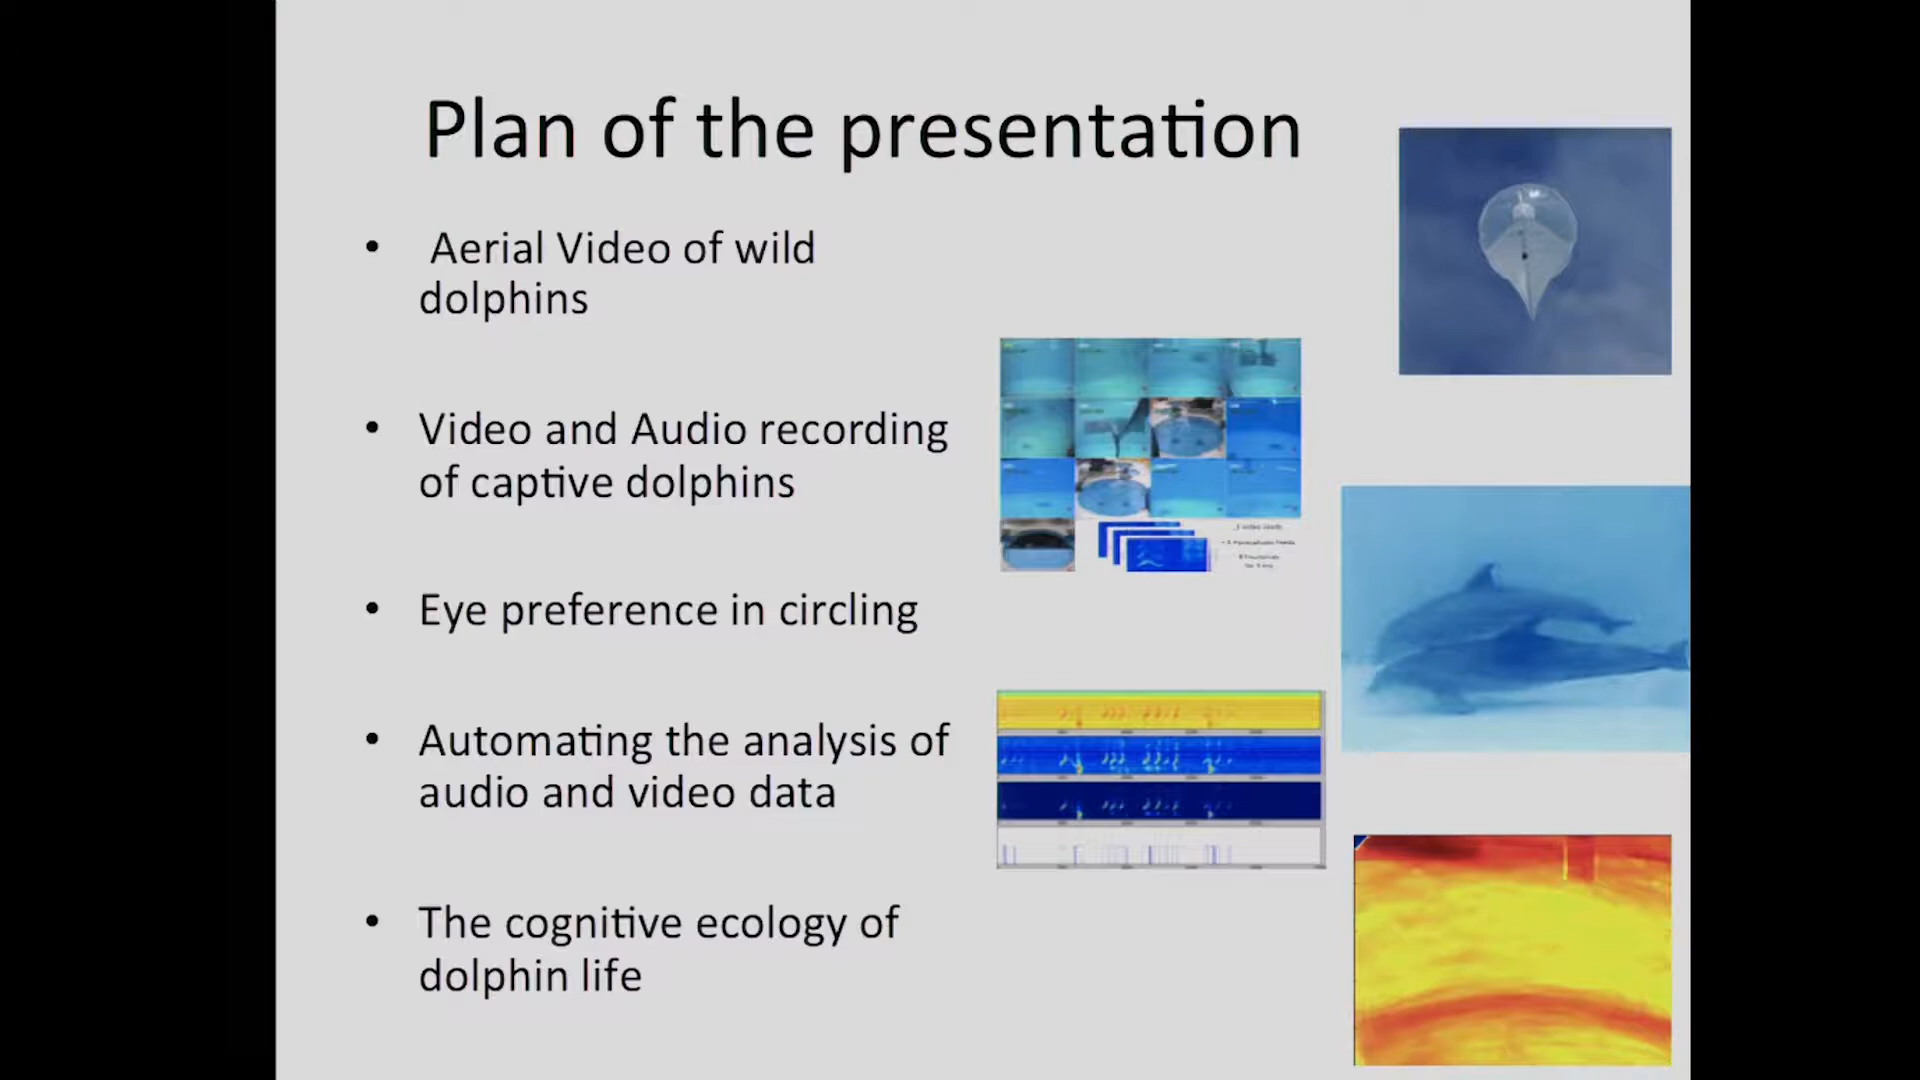 Plan of the presentation
• Aerial Video of wild
dolphins
• Video and Audio recording
of captive dolphins
• Eye preference in circling
• Automating the analysis of
audio and video data
• The cognitive ecology of
dolphin life